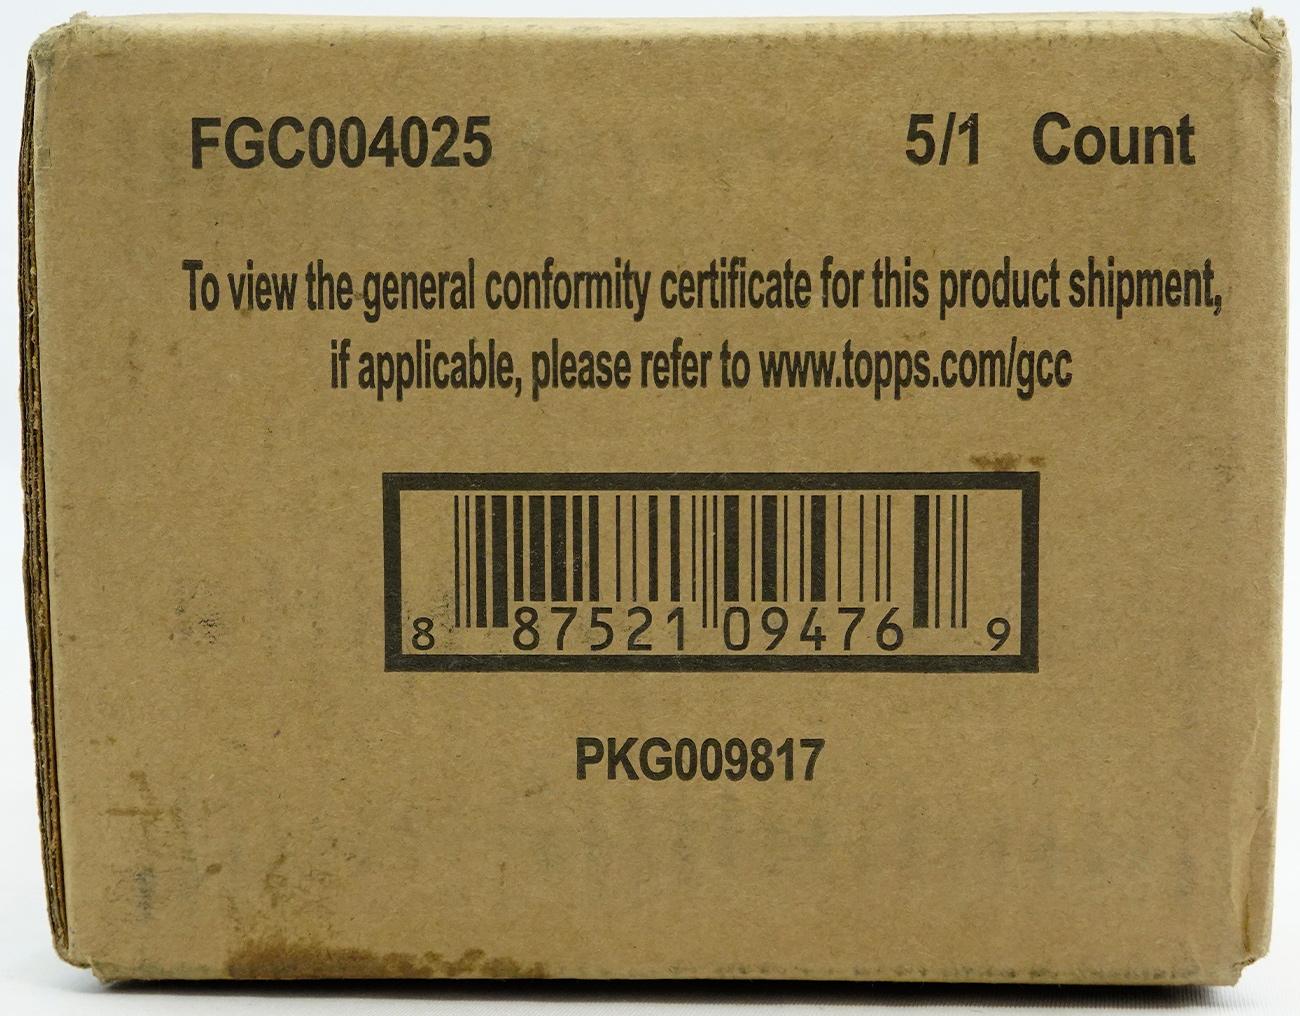 FGC004025 5/1 Count
To view the general conformity certificate for this product shipment,
if applicable, please refer to www.topps.com/gcc
8 87521 09476 9
PKG009817